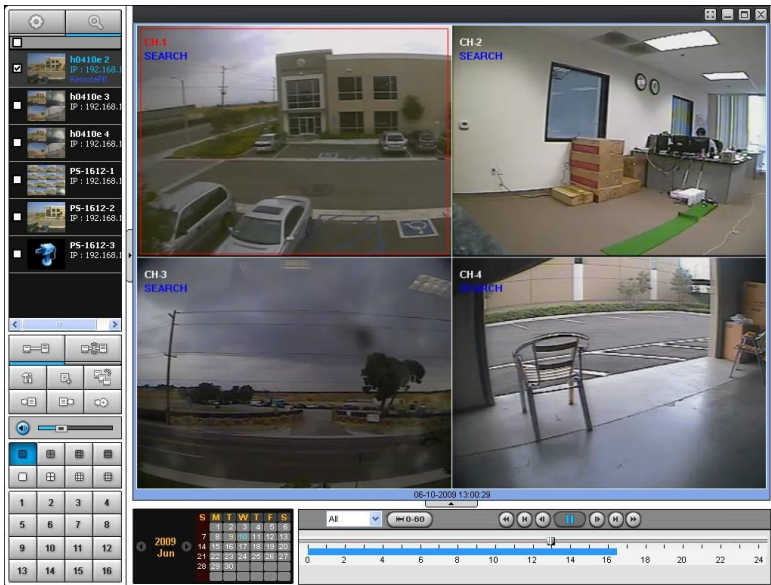 h0410e 2
IP : 192.168.1
RemotePB
h0410e 3
IP : 192.168.1
h0410e 4
IP : 192.168.1
PS-1612-1
IP : 192.168.1
PS-1612-2
IP : 192.168.1
PS-1612-3
IP : 192.168.1
1 2 3 4
5 6 7 8
9 10 11 12
13 14 15 16
CH-1
SEARCH
CH-2
SEARCH
CH-3
SEARCH
CH-4
SEARCH
06-10-2009 13:00:29
2009
Jun
S M T W T F S
1 2 3 4 5 6
7 8 9 10 11 12 13
14 15 16 17 18 19 20
21 22 23 24 25 26 27
28 29 30
All
0-60
0 2 4 6 8 10 12 14 16 18 20 22 24